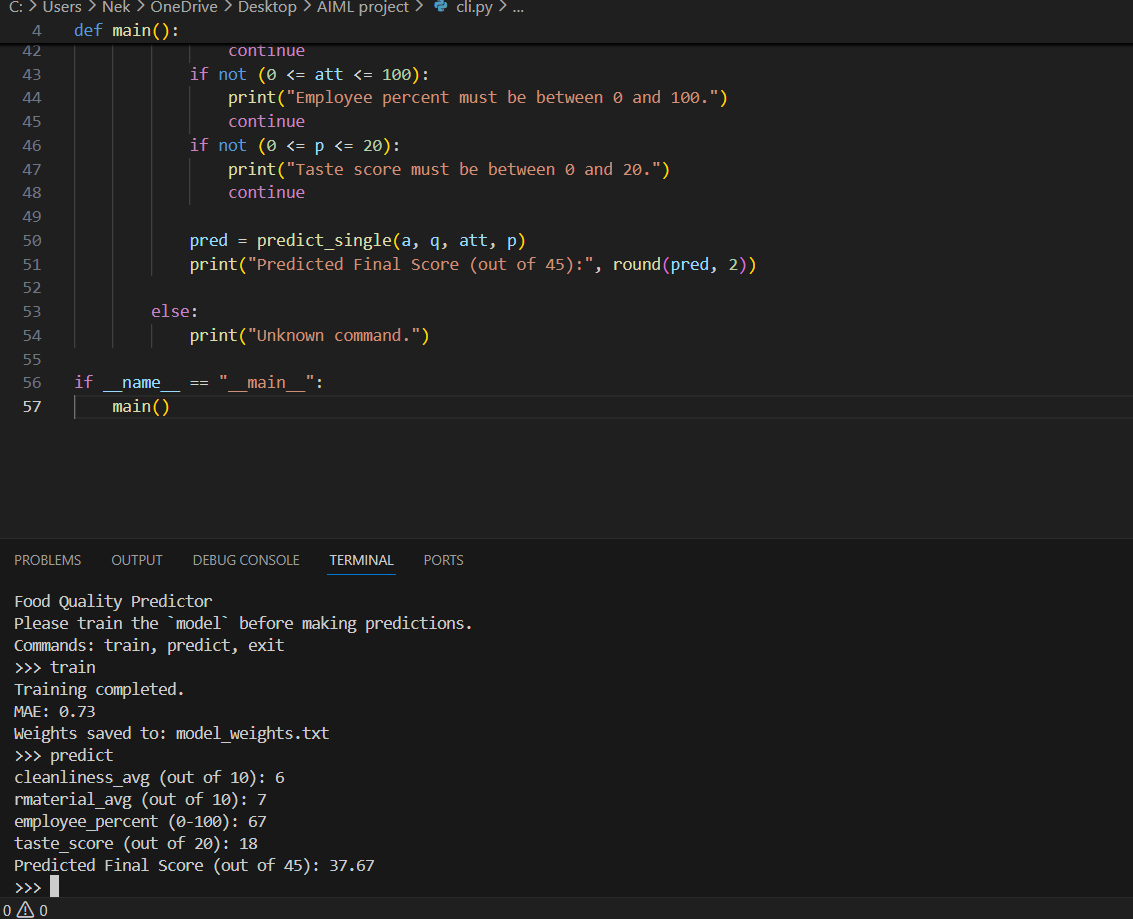 C: > Users > Nek > OneDrive > Desktop > AIML project > cli.py > ...
4 def main():
42 continue
43 if not (0 <= att <= 100):
44 print("Employee percent must be between 0 and 100.")
45 continue
46 if not (0 <= p <= 20):
47 print("Taste score must be between 0 and 20.")
48 continue
49
50 pred = predict_single(a, q, att, p)
51 print("Predicted Final Score (out of 45):", round(pred, 2))
52
53 else:
54 print("Unknown command.")
55
56 if __name__ == "__main__":
57 main()
PROBLEMS OUTPUT DEBUG CONSOLE TERMINAL PORTS
Food Quality Predictor
Please train the `model` before making predictions.
Commands: train, predict, exit
>>> train
Training completed.
MAE: 0.73
Weights saved to: model_weights.txt
>>> predict
cleanliness_avg (out of 10): 6
rmaterial_avg (out of 10): 7
employee_percent (0-100): 67
taste_score (out of 20): 18
Predicted Final Score (out of 45): 37.67
>>>
0 0